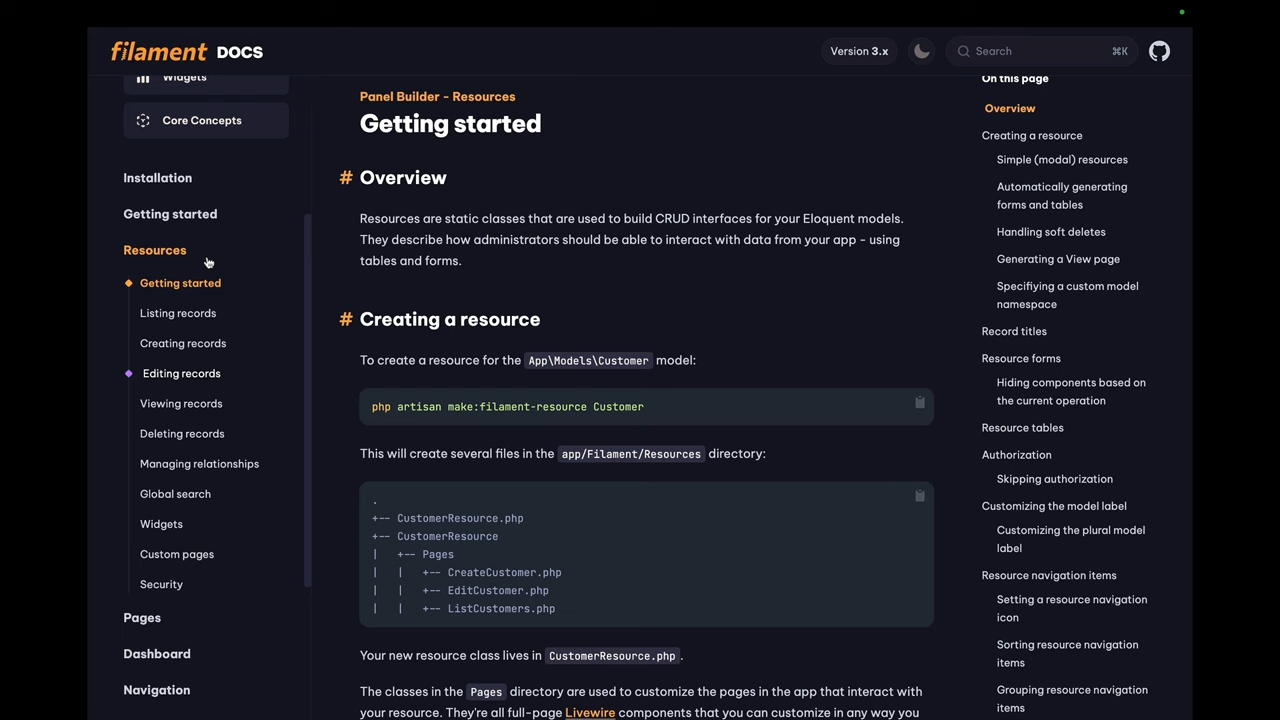 filament DOCS
Version 3.x
Search
⌘K
Widgets
Core Concepts
Installation
Getting started
Resources
Getting started
Listing records
Creating records
Editing records
Viewing records
Deleting records
Managing relationships
Global search
Widgets
Custom pages
Security
Pages
Dashboard
Navigation
Panel Builder - Resources
Getting started
# Overview
Resources are static classes that are used to build CRUD interfaces for your Eloquent models.
They describe how administrators should be able to interact with data from your app - using
tables and forms.
# Creating a resource
To create a resource for the App\Models\Customer model:
php artisan make:filament-resource Customer
This will create several files in the app/Filament/Resources directory:
.
+-- CustomerResource.php
+-- CustomerResource
|   +-- Pages
|   |   +-- CreateCustomer.php
|   |   +-- EditCustomer.php
|   |   +-- ListCustomers.php
Your new resource class lives in CustomerResource.php.
The classes in the Pages directory are used to customize the pages in the app that interact with
your resource. They're all full-page Livewire components that you can customize in any way you
On this page
Overview
Creating a resource
Simple (modal) resources
Automatically generating
forms and tables
Handling soft deletes
Generating a View page
Specifiying a custom model
namespace
Record titles
Resource forms
Hiding components based on
the current operation
Resource tables
Authorization
Skipping authorization
Customizing the model label
Customizing the plural model
label
Resource navigation items
Setting a resource navigation
icon
Sorting resource navigation
items
Grouping resource navigation
items